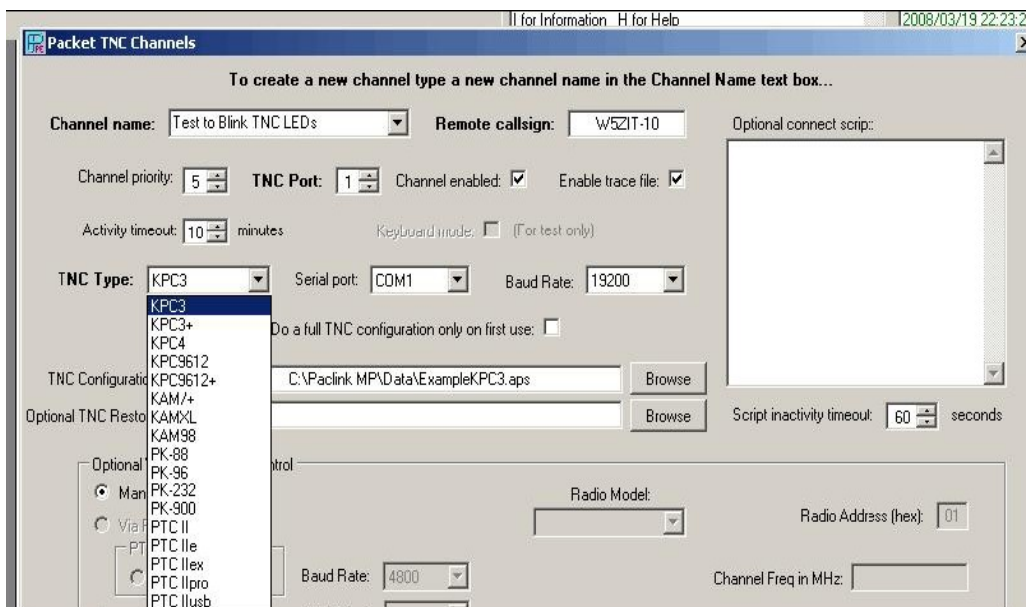 I for Information H for Help
2008/03/19 22:23:2
Packet TNC Channels
To create a new channel type a new channel name in the Channel Name text box...
Channel name: Test to Blink TNC LEDs Remote callsign: W5ZIT-10 Optional connect scrip::
Channel priority: 5 TNC Port: 1 Channel enabled: Enable trace file:
Activity timeout: 10 minutes Keyboard mode: (For test only)
TNC Type: KPC3 Serial port: COM1 Baud Rate: 19200
KPC3
KPC3+
Do a full TNC configuration only on first use:
KPC4
KPC9612
TNC Configuratio KPC9612+ C:\Paclink MP\Data\ExampleKPC3.aps Browse
KAM/+
Optional TNC Resto KAMXL Browse Script inactivity timeout: 60 seconds
KAM98
PK-88
Optional ntrol
PK-96
Man PK-232 Radio Model:
PK-900
Via PTC II Radio Address (hex): 01
PT PTC IIe
PTC IIex Baud Rate: 4800 Channel Freq in MHz:
PTC IIpro
PTC IIusb